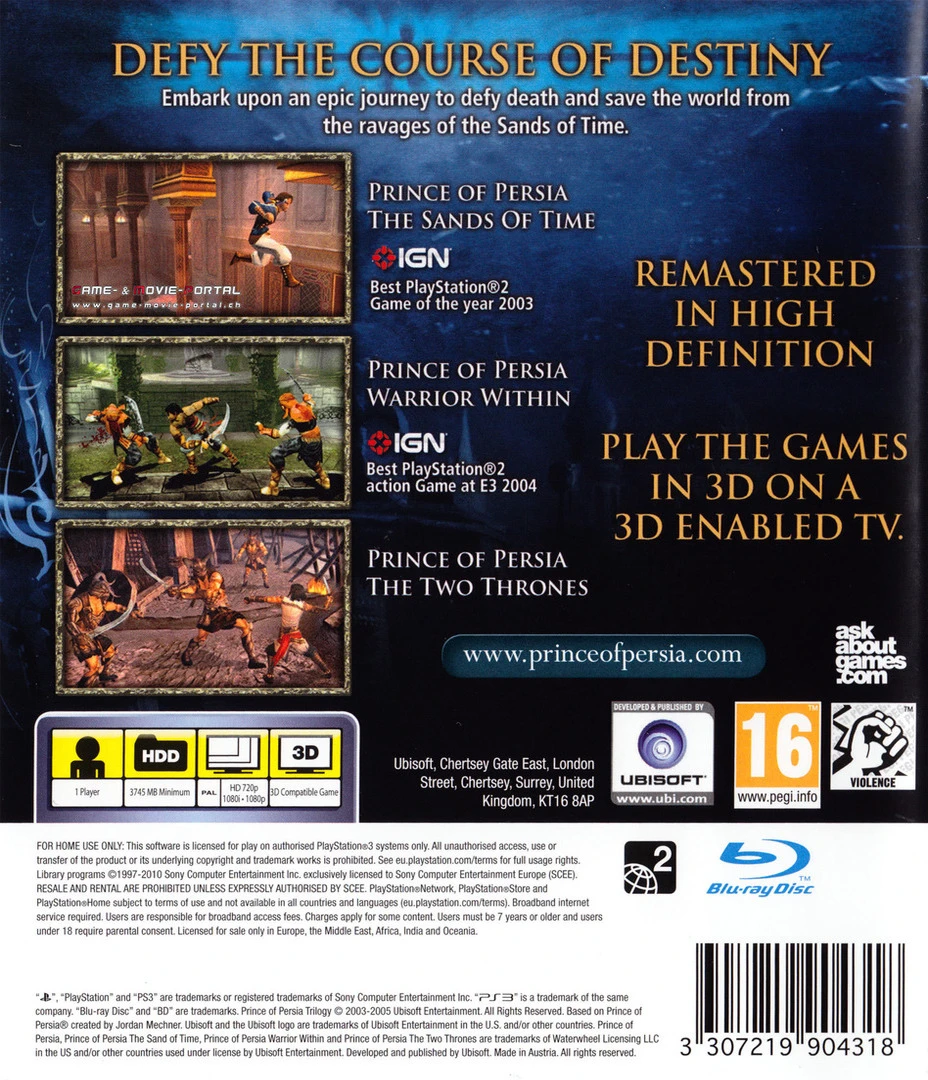 DEFY THE COURSE OF DESTINY
Embark upon an epic journey to defy death and save the world from
the ravages of the Sands of Time.
GAME- & MOVIE-PORTAL
www.game-movie-portal.ch
PRINCE OF PERSIA
THE SANDS OF TIME
IGN
Best PlayStation®2
Game of the year 2003
PRINCE OF PERSIA
WARRIOR WITHIN
IGN
Best PlayStation®2
action Game at E3 2004
PRINCE OF PERSIA
THE TWO THRONES
REMASTERED
IN HIGH
DEFINITION
PLAY THE GAMES
IN 3D ON A
3D ENABLED TV.
www.princeofpersia.com
ask
about
games
.com
HDD
3D
1 Player
3745 MB Minimum
PAL
HD 720p
1080i • 1080p
3D Compatible Game
Ubisoft, Chertsey Gate East, London
Street, Chertsey, Surrey, United
Kingdom, KT16 8AP
DEVELOPED & PUBLISHED BY
UBISOFT
www.ubi.com
16™
www.pegi.info
™
VIOLENCE
FOR HOME USE ONLY: This software is licensed for play on authorised PlayStation®3 systems only. All unauthorised access, use or
transfer of the product or its underlying copyright and trademark works is prohibited. See eu.playstation.com/terms for full usage rights.
Library programs ©1997-2010 Sony Computer Entertainment Inc. exclusively licensed to Sony Computer Entertainment Europe (SCEE).
RESALE AND RENTAL ARE PROHIBITED UNLESS EXPRESSLY AUTHORISED BY SCEE. PlayStation®Network, PlayStation®Store and
PlayStation®Home subject to terms of use and not available in all countries and languages (eu.playstation.com/terms). Broadband internet
service required. Users are responsible for broadband access fees. Charges apply for some content. Users must be 7 years or older and users
under 18 require parental consent. Licensed for sale only in Europe, the Middle East, Africa, India and Oceania.
2
Blu-ray Disc™
“ ”, “PlayStation” and “PS3” are trademarks or registered trademarks of Sony Computer Entertainment Inc. “PS3” is a trademark of the same
company. “Blu-ray Disc” and “BD” are trademarks. Prince of Persia Trilogy © 2003-2005 Ubisoft Entertainment. All Rights Reserved. Based on Prince of
Persia® created by Jordan Mechner. Ubisoft and the Ubisoft logo are trademarks of Ubisoft Entertainment in the U.S. and/or other countries. Prince of
Persia, Prince of Persia The Sand of Time, Prince of Persia Warrior Within and Prince of Persia The Two Thrones are trademarks of Waterwheel Licensing LLC
in the US and/or other countries used under license by Ubisoft Entertainment. Developed and published by Ubisoft. Made in Austria. All rights reserved.
3 307219 904318